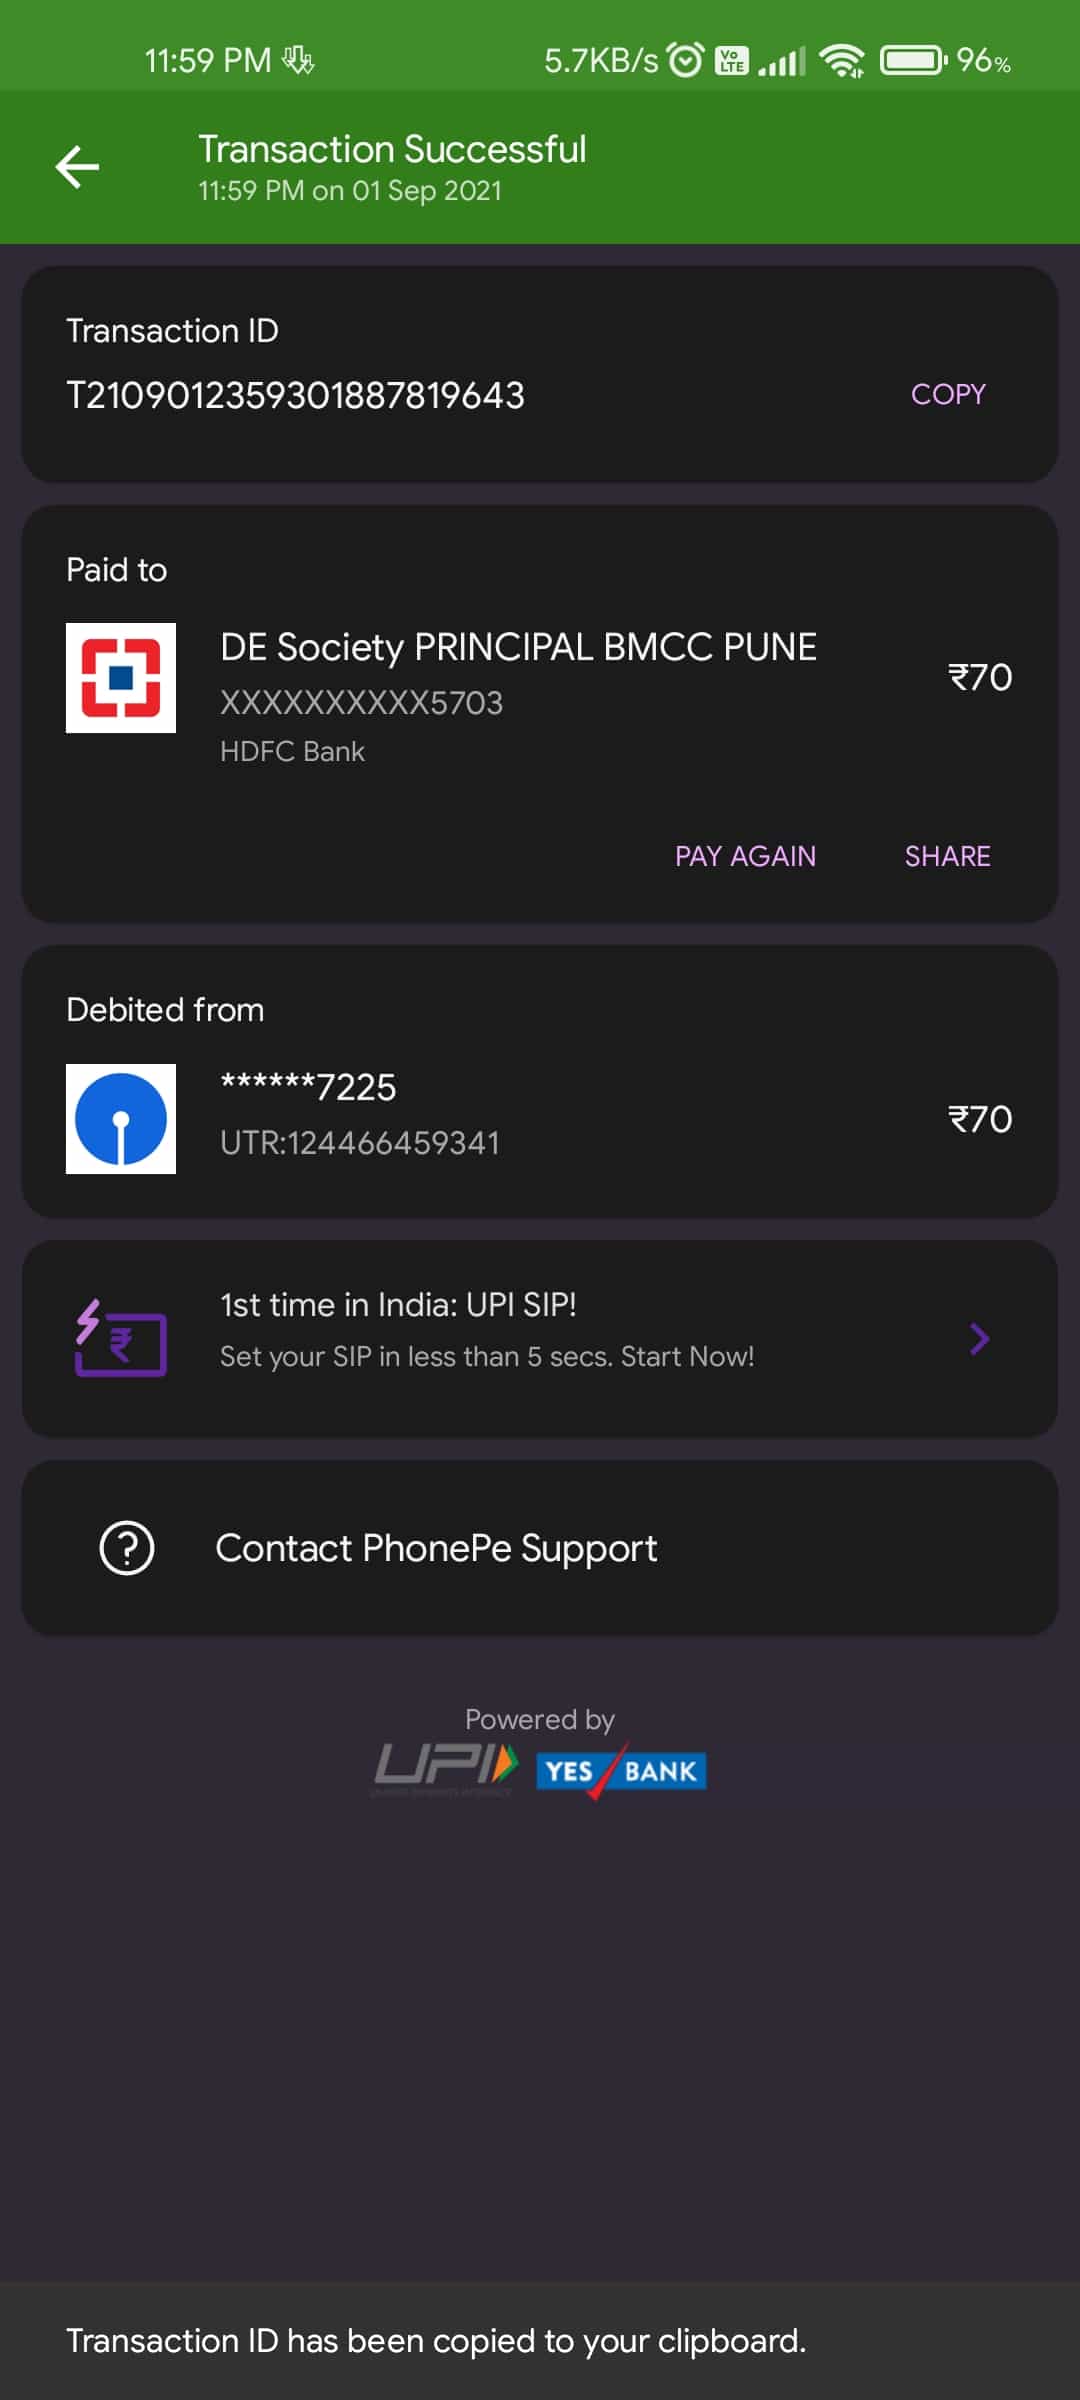 11:59 PM
5.7KB/s
Vo
LTE
96%
Transaction Successful
11:59 PM on 01 Sep 2021
Transaction ID
T2109012359301887819643
COPY
Paid to
DE Society PRINCIPAL BMCC PUNE
₹70
XXXXXXXXXX5703
HDFC Bank
PAY AGAIN
SHARE
Debited from
******7225
₹70
UTR:124466459341
1st time in India: UPI SIP!
₹
Set your SIP in less than 5 secs. Start Now!
?
Contact PhonePe Support
Powered by
UPI
YES BANK
Transaction ID has been copied to your clipboard.